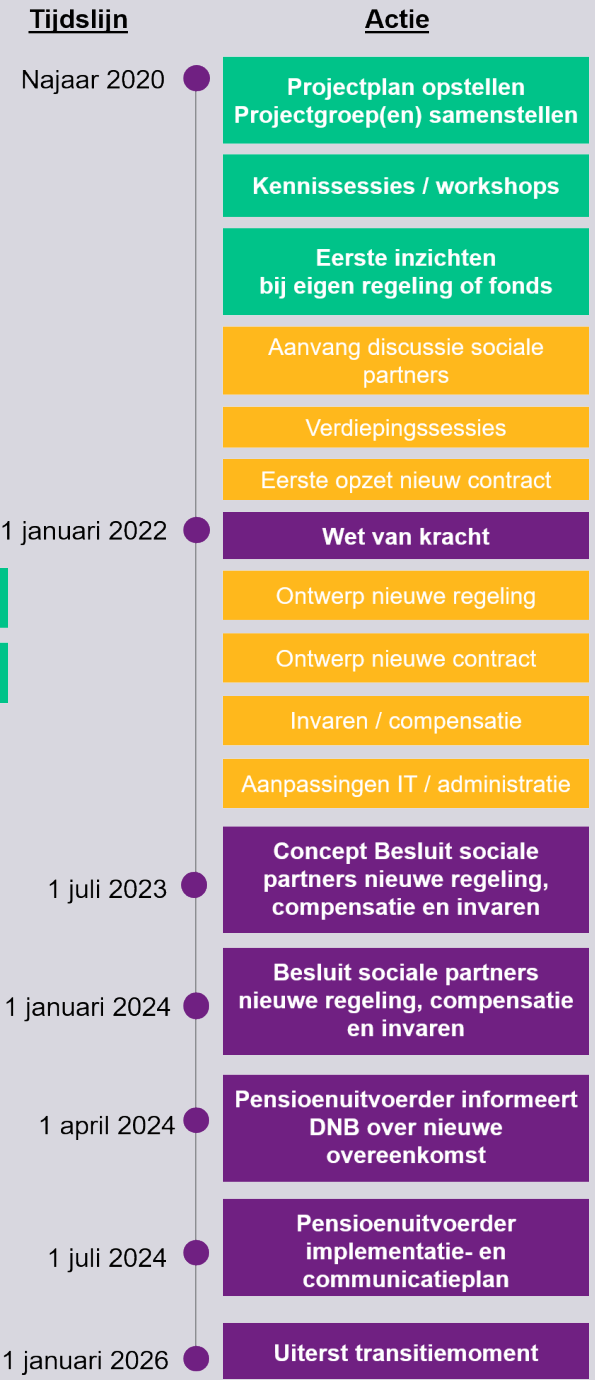 Tijdslijn
Actie
Najaar 2020
Projectplan opstellen
Projectgroep(en) samenstellen
Kennissessies / workshops
Eerste inzichten
bij eigen regeling of fonds
Aanvang discussie sociale
partners
Verdiepingssessies
Eerste opzet nieuw contract
1 januari 2022
Wet van kracht
Ontwerp nieuwe regeling
Ontwerp nieuwe contract
Invaren / compensatie
Aanpassingen IT / administratie
1 juli 2023
Concept Besluit sociale
partners nieuwe regeling,
compensatie en invaren
1 januari 2024
Besluit sociale partners
nieuwe regeling, compensatie
en invaren
1 april 2024
Pensioenuitvoerder informeert
DNB over nieuwe
overeenkomst
1 juli 2024
Pensioenuitvoerder
implementatie- en
communicatieplan
1 januari 2026
Uiterst transitiemoment